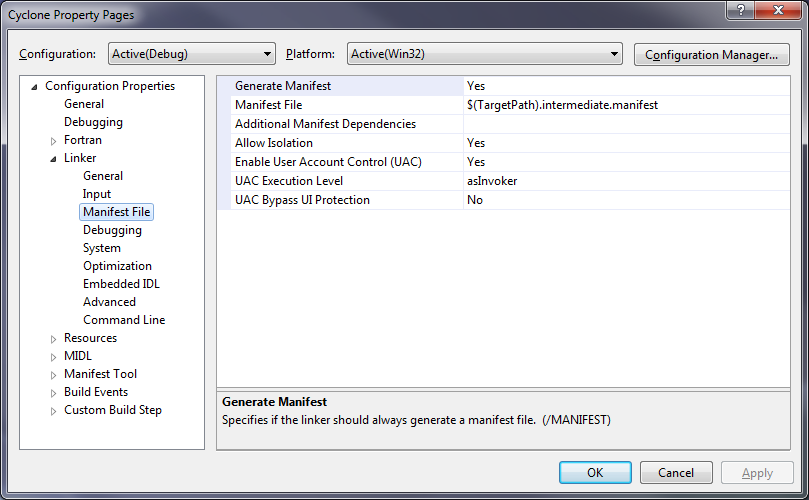 Cyclone Property Pages
?
Configuration: Active(Debug) Platform: Active(Win32) Configuration Manager...
Configuration Properties
General
Debugging
Fortran
Linker
General
Input
Manifest File
Debugging
System
Optimization
Embedded IDL
Advanced
Command Line
Resources
MIDL
Manifest Tool
Build Events
Custom Build Step
Generate Manifest Yes
Manifest File $(TargetPath).intermediate.manifest
Additional Manifest Dependencies
Allow Isolation Yes
Enable User Account Control (UAC) Yes
UAC Execution Level asInvoker
UAC Bypass UI Protection No
Generate Manifest
Specifies if the linker should always generate a manifest file.  (/MANIFEST)
OK Cancel Apply